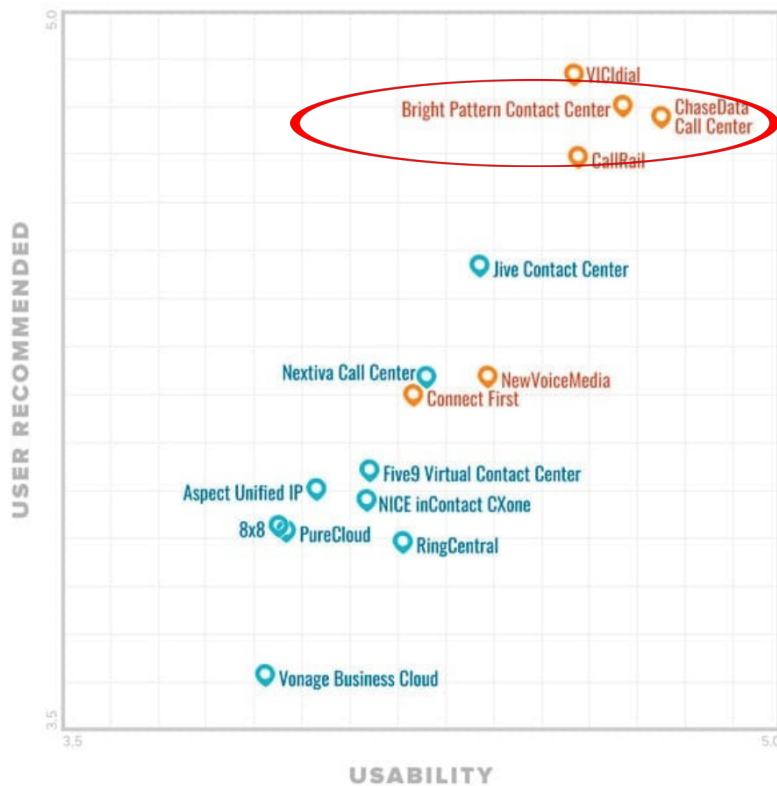 5.0
VICIdial
Bright Pattern Contact Center
ChaseData
Call Center
CallRail
Jive Contact Center
Nextiva Call Center
NewVoiceMedia
Connect First
Five9 Virtual Contact Center
Aspect Unified IP
NICE inContact CXone
8x8
PureCloud
RingCentral
Vonage Business Cloud
USER RECOMMENDED
3.5
3.5
5.0
USABILITY